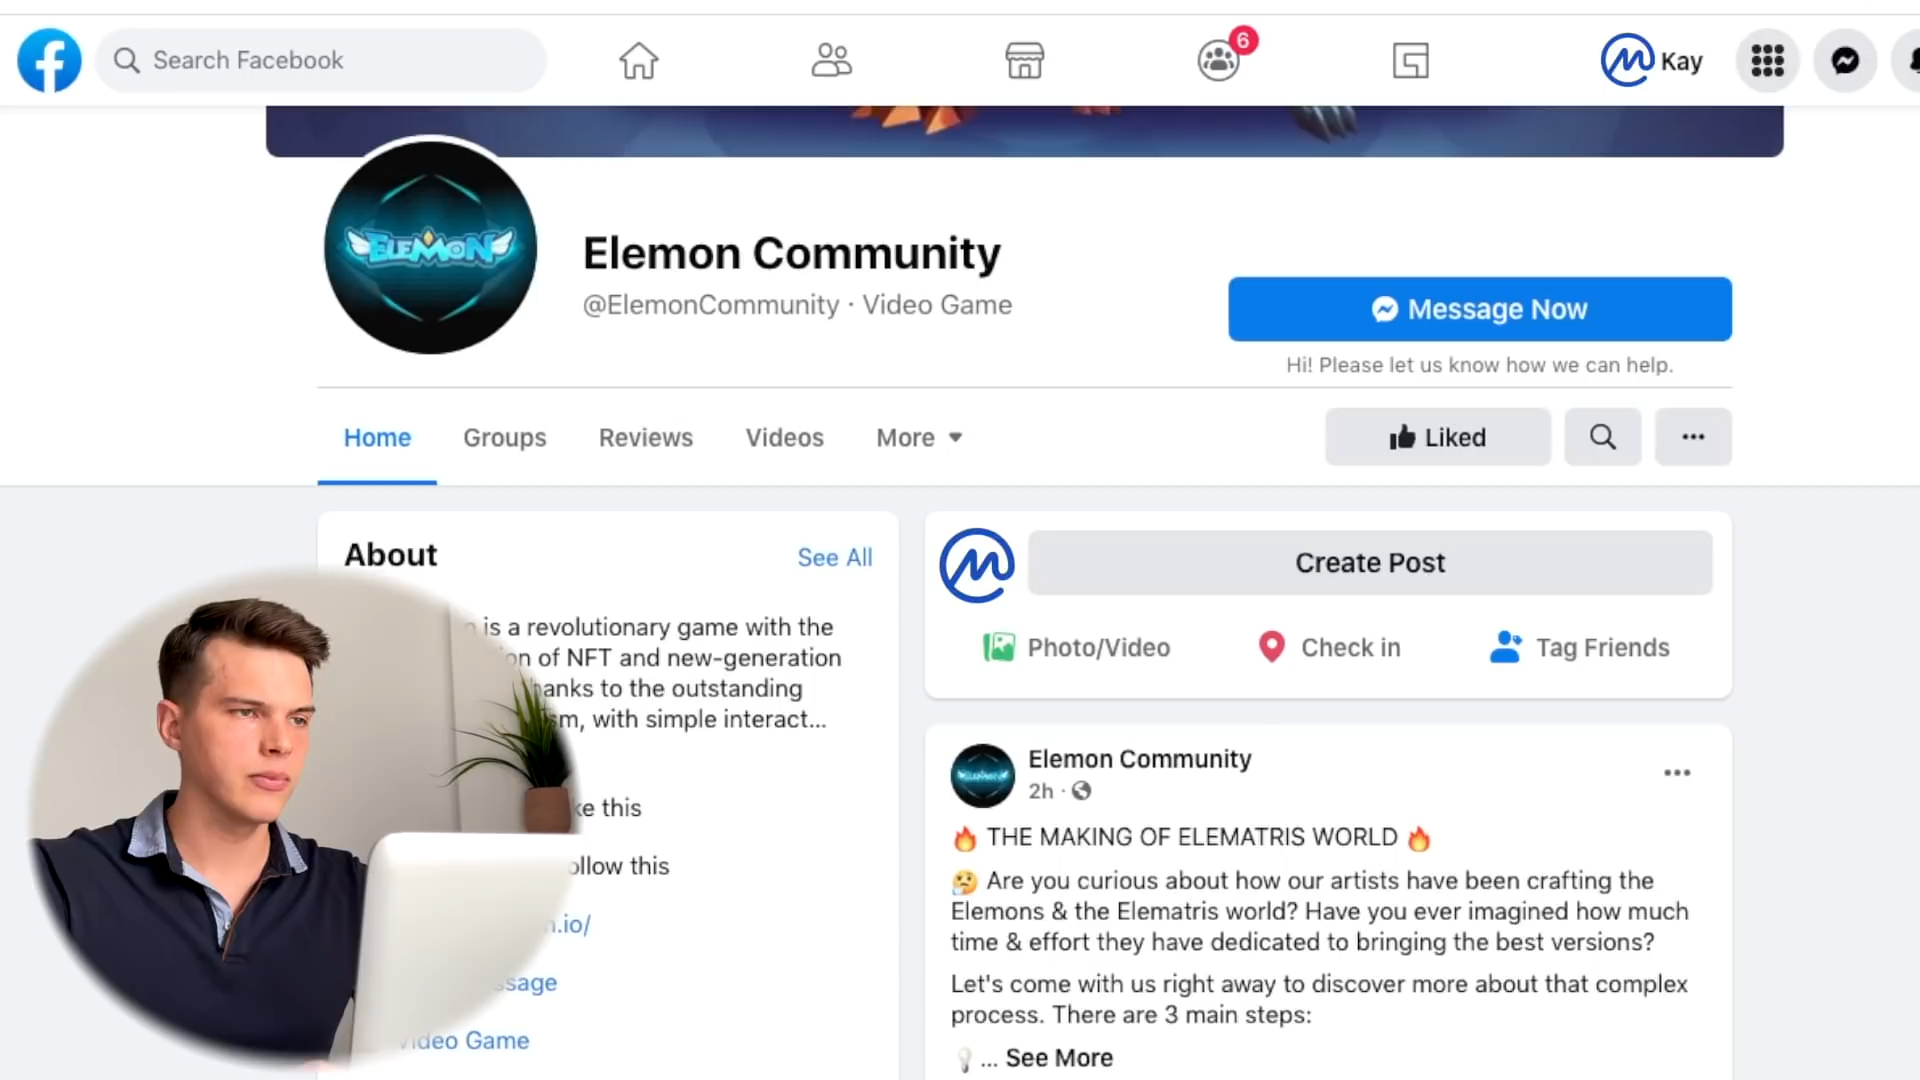 Search Facebook
6
Kay
ELEMON
Elemon Community
@ElemonCommunity · Video Game
Message Now
Hi! Please let us know how we can help.
Home
Groups
Reviews
Videos
More
Liked
About
See All
is a revolutionary game with the
of NFT and new-generation
to the outstanding
with simple interact...
this
this
Video Game
Create Post
Photo/Video
Check in
Tag Friends
Elemon Community
2h ·
🔥 THE MAKING OF ELEMATRIS WORLD 🔥
🤔 Are you curious about how our artists have been crafting the
Elemons & the Elematris world? Have you ever imagined how much
time & effort they have dedicated to bringing the best versions?
Let's come with us right away to discover more about that complex
process. There are 3 main steps:
💡... See More